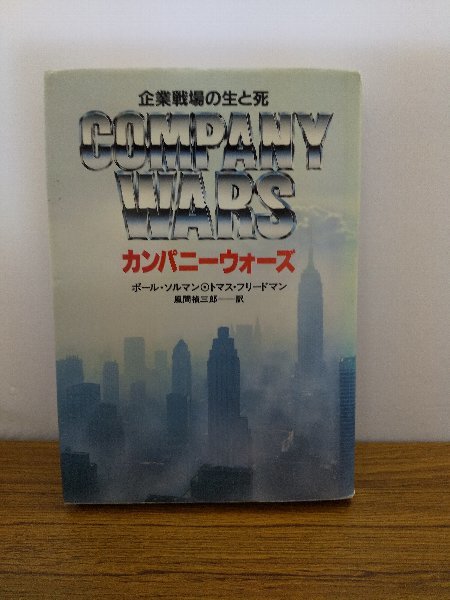 企業戦場の生と死
COMPANY
WARS
カンパニーウォーズ
ポール・ソルマン⦿トマス・フリードマン
風間禎三郎——訳